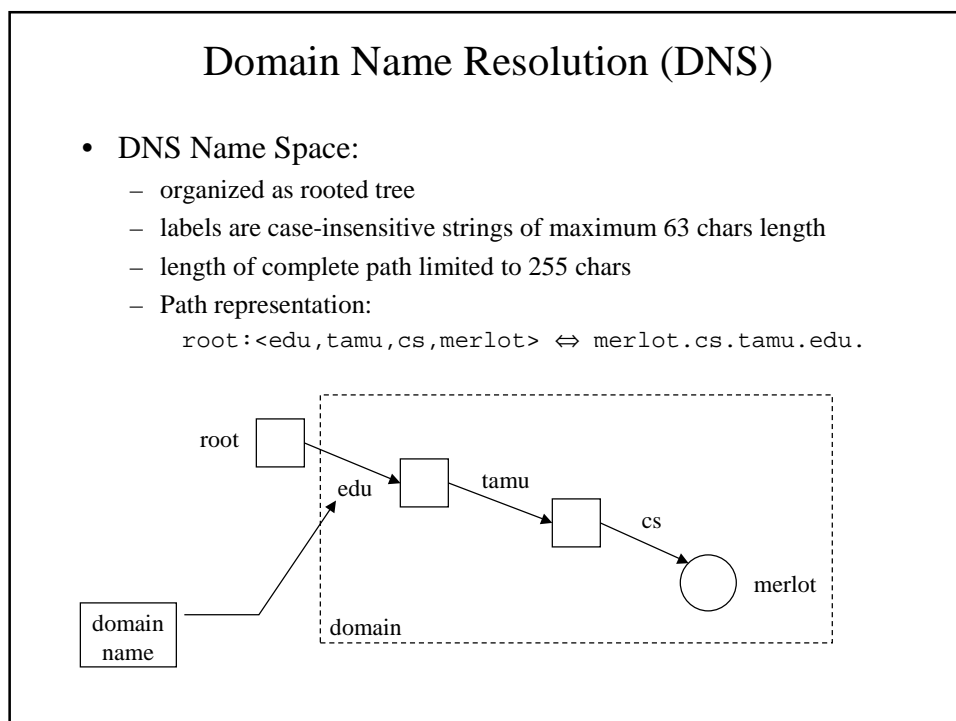 Domain Name Resolution (DNS)
• DNS Name Space:
– organized as rooted tree
– labels are case-insensitive strings of maximum 63 chars length
– length of complete path limited to 255 chars
– Path representation:
root:<edu,tamu,cs,merlot> ⇔ merlot.cs.tamu.edu.
root
edu
tamu
cs
merlot
domain
name
domain